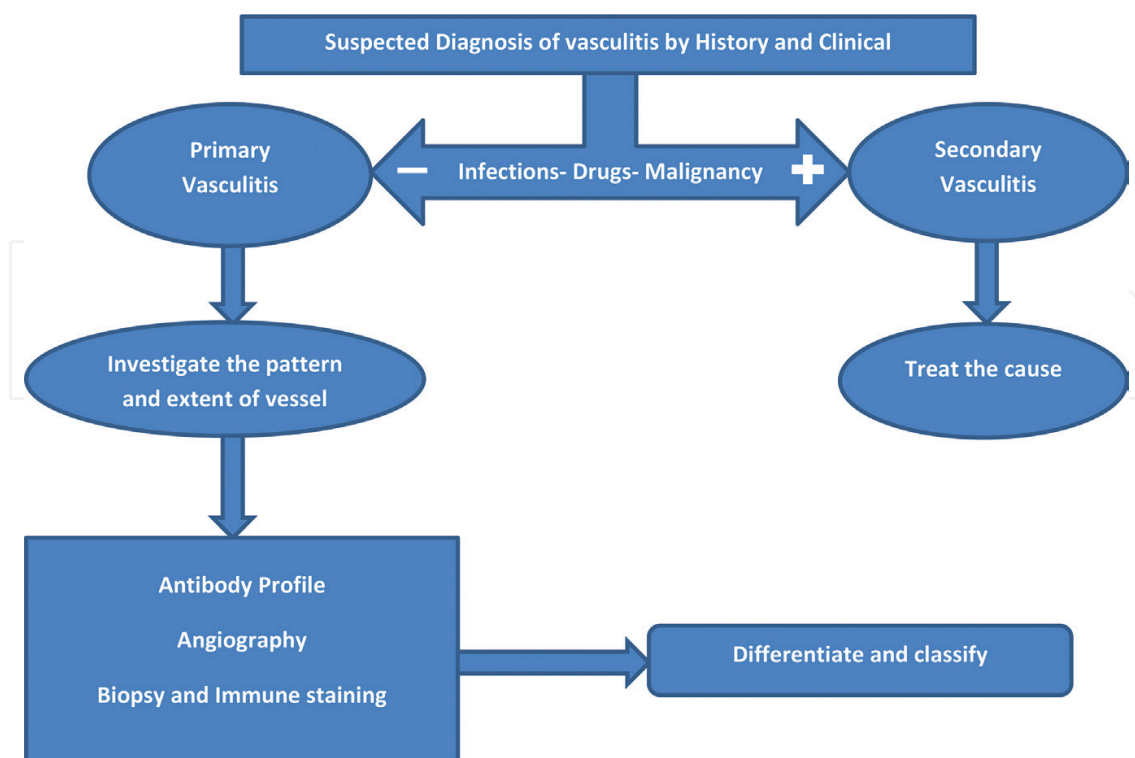 Suspected Diagnosis of vasculitis by History and Clinical
Primary
Vasculitis
− Infections- Drugs- Malignancy +
Secondary
Vasculitis
Investigate the pattern
and extent of vessel
Treat the cause
Antibody Profile
Angiography
Biopsy and Immune staining
Differentiate and classify